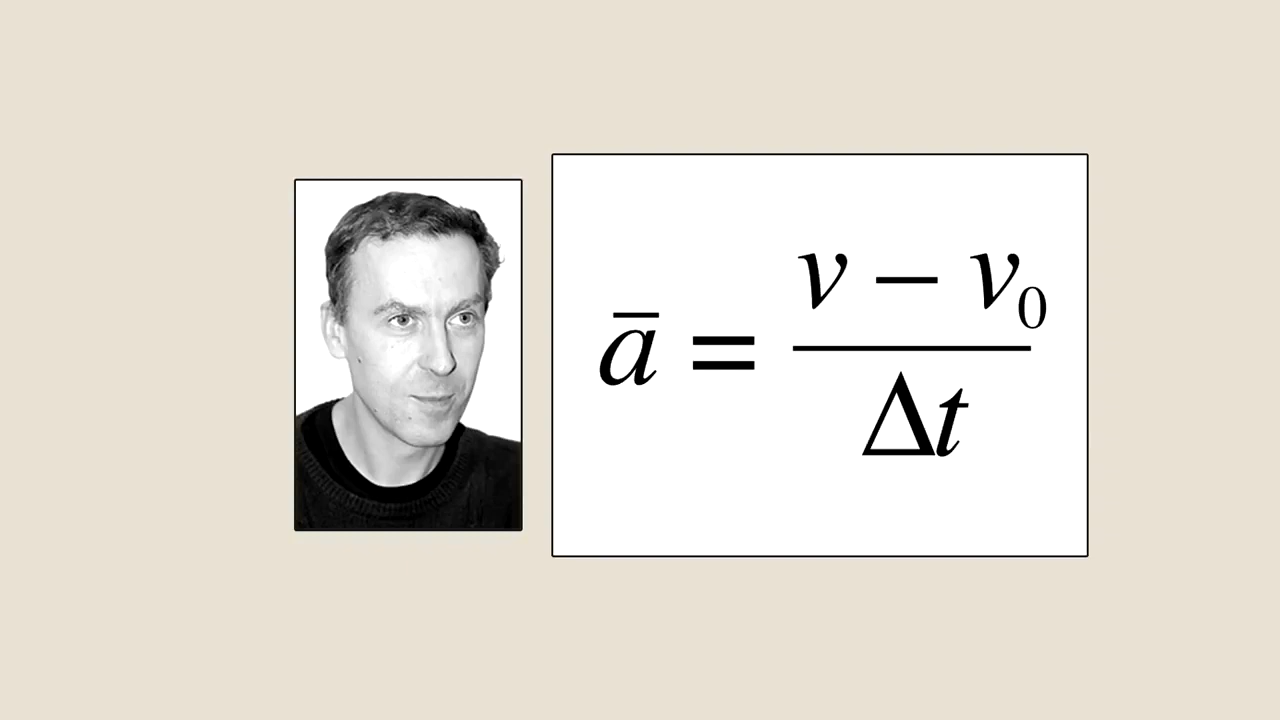 a̅ = (v − v₀) / Δt